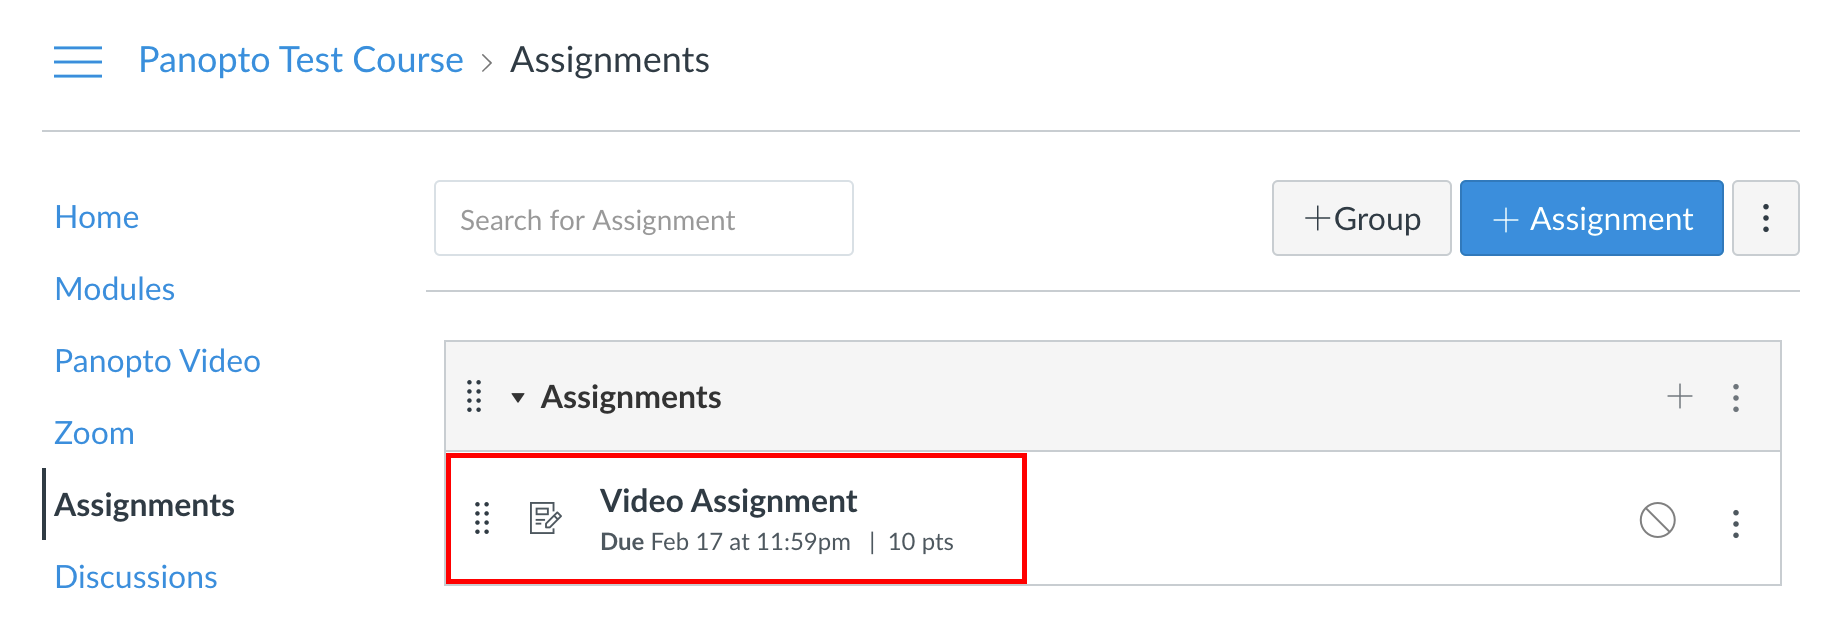 Panopto Test Course > Assignments
Home
Modules
Panopto Video
Zoom
Assignments
Discussions
Search for Assignment
+Group
+ Assignment
Assignments
Video Assignment
Due Feb 17 at 11:59pm | 10 pts